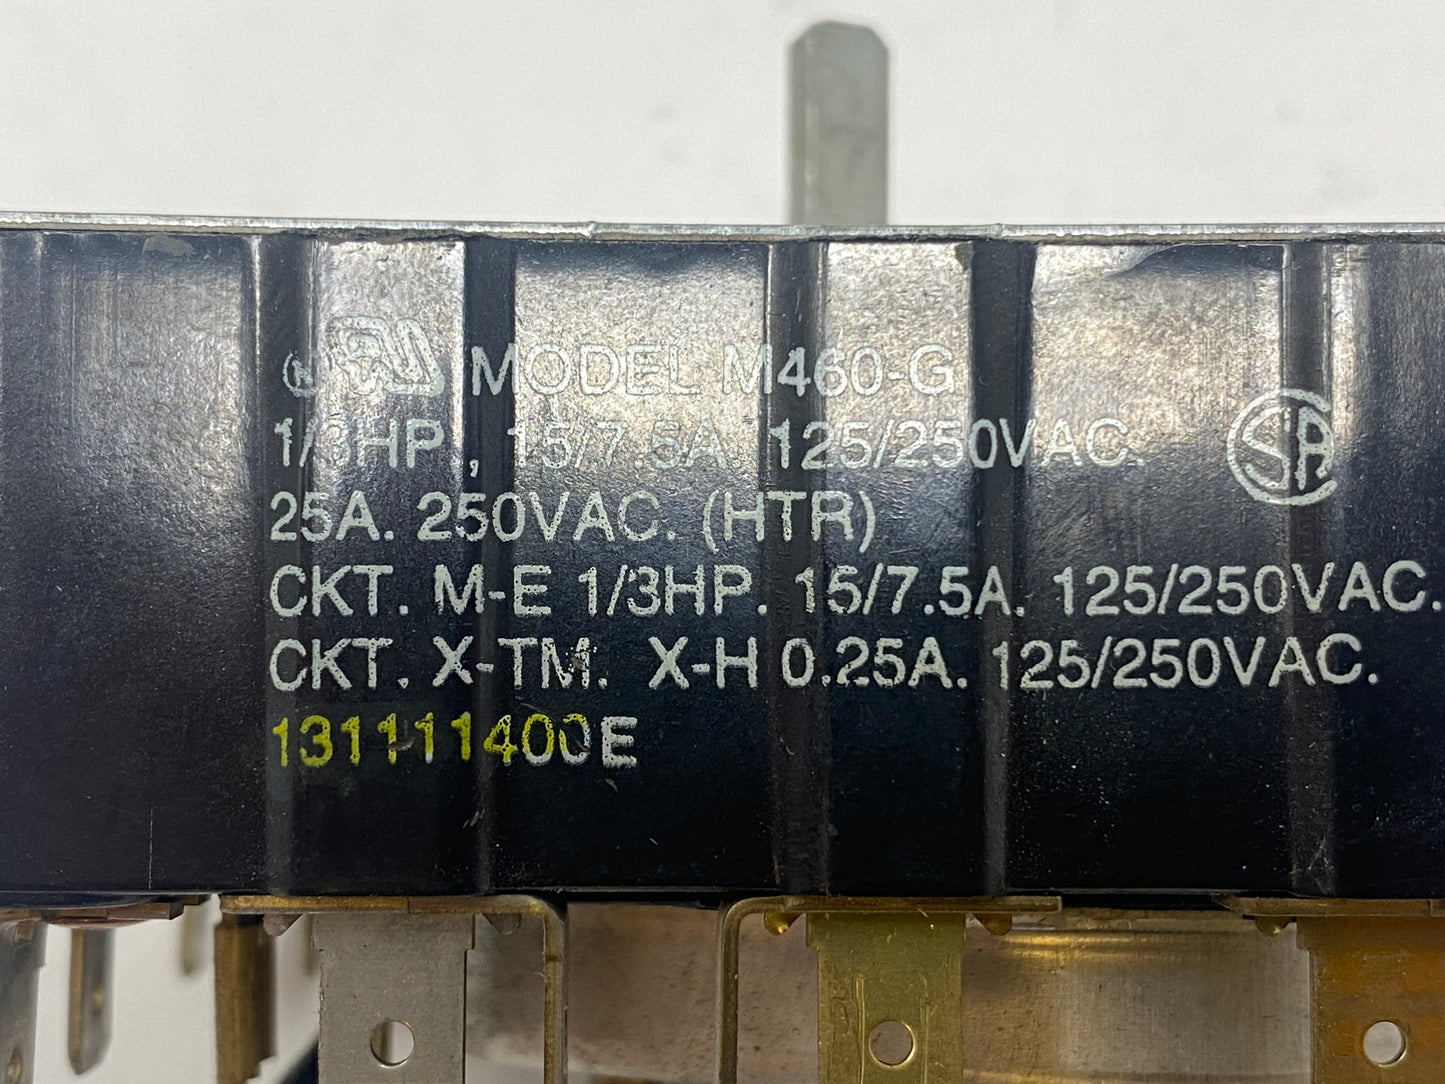 MODEL M460-G
1/3HP, 15/7.5A. 125/250VAC.
25A. 250VAC. (HTR)
CKT. M-E 1/3HP. 15/7.5A. 125/250VAC.
CKT. X-TM. X-H 0.25A. 125/250VAC.
131111400E